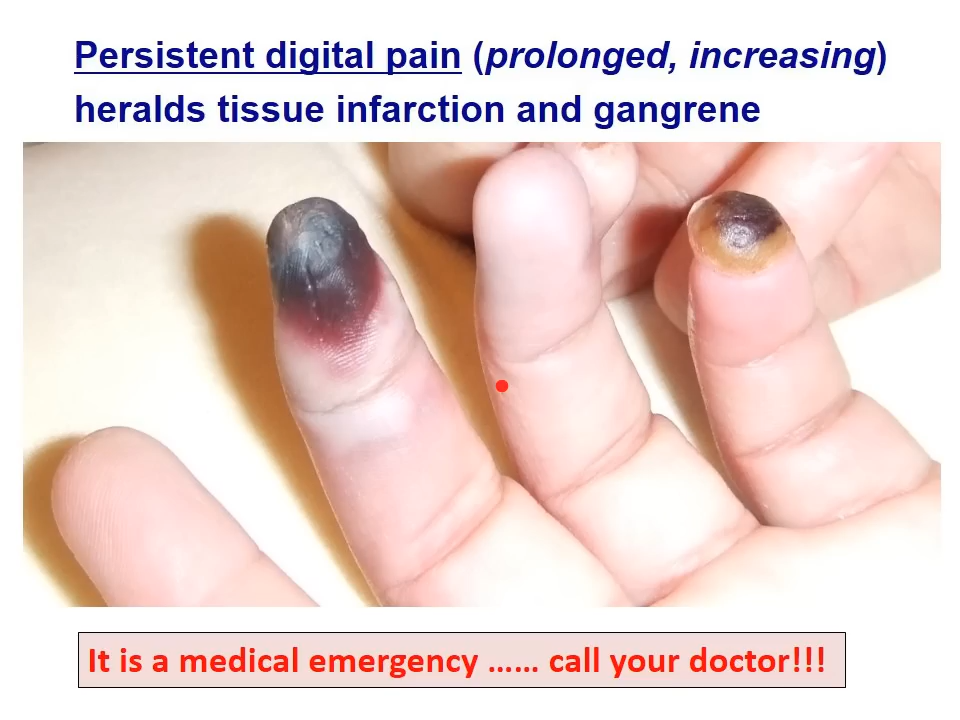 Persistent digital pain (prolonged, increasing)
heralds tissue infarction and gangrene
It is a medical emergency …… call your doctor!!!